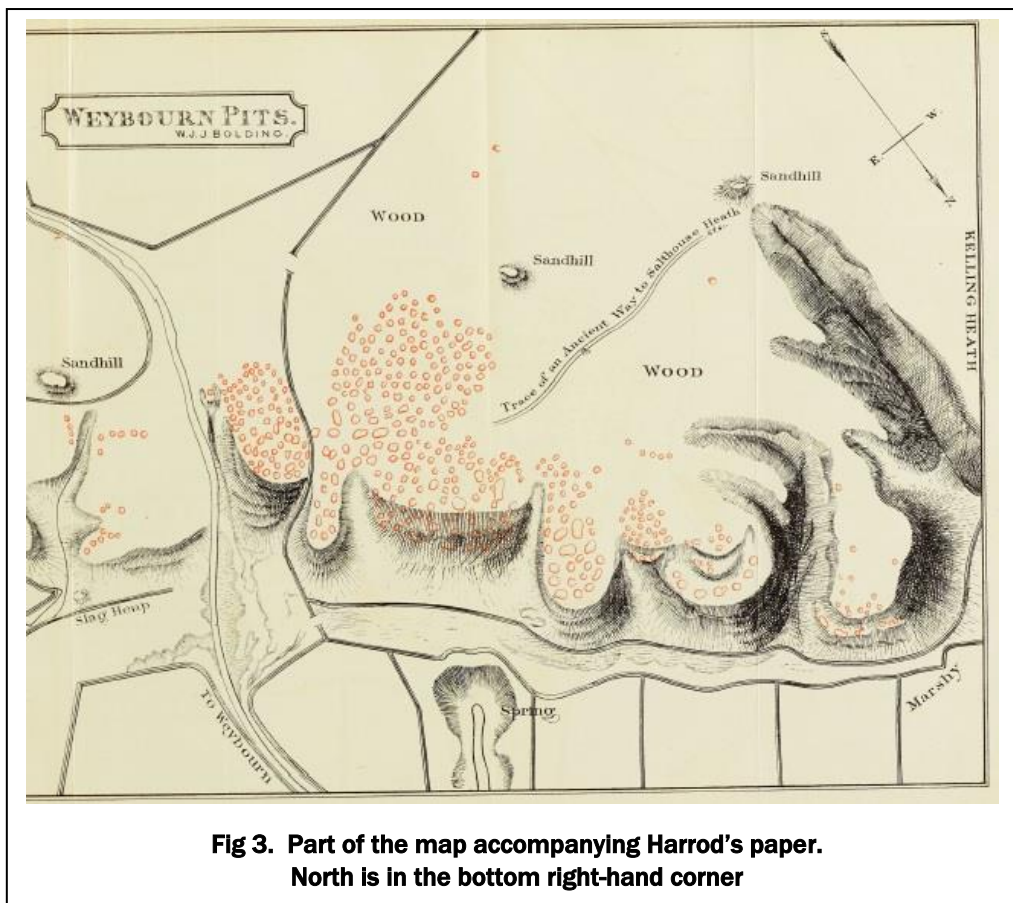 WEYBOURN PITS.
W.J.J BOLDING.
W.
E.
N.
Sandhill
WOOD
Sandhill
Trace of an Ancient Way to Salthouse Heath
KELLING HEATH
Sandhill
WOOD
Slag Heap
To Weybourn
Spring
Marshy
Fig 3. Part of the map accompanying Harrod's paper.
North is in the bottom right-hand corner